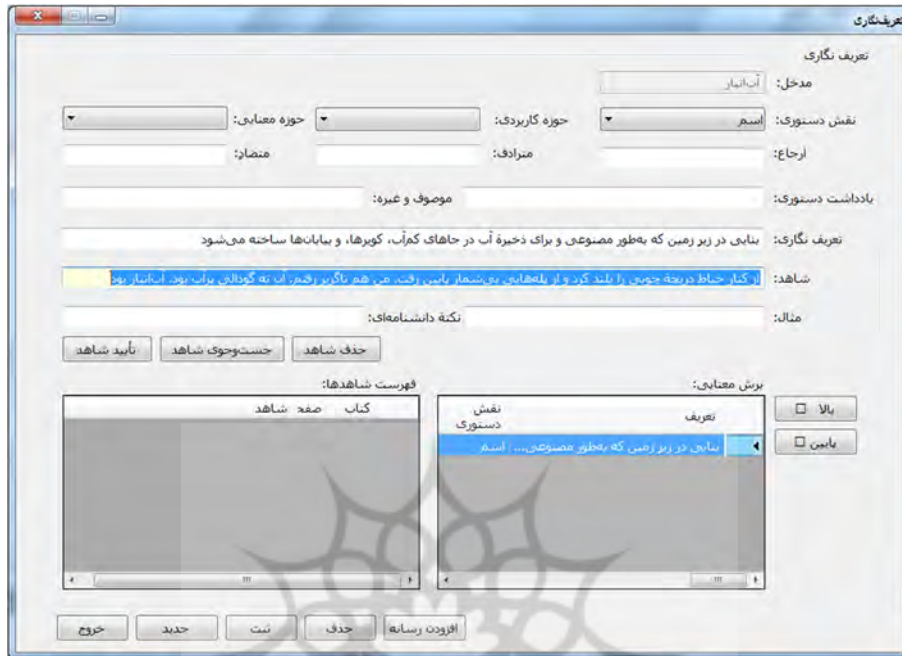 تعریف‌نگاری
تعریف نگاری
مدخل: آب‌انبار
نقش دستوری: اسم حوزه کاربردی: حوزه معنایی:
ارجاع: مترادف: متضاد:
یادداشت دستوری: موصوف و غیره:
تعریف نگاری: بنایی در زیر زمین که به‌طور مصنوعی و برای ذخیرۀ آب در جاهای کم‌آب، کویرها، و بیابان‌ها ساخته می‌شود
شاهد: از کنار حیاط دریچۀ چوبی را بلند کرد و از پله‌هایی بی‌شمار پایین رفت. من هم ناگزیر رفتم. آن ته گودالی پرآب بود. آب‌انبار بود
مثال: نکتۀ دانشنامه‌ای:
حذف شاهد جست‌وجوی شاهد تأیید شاهد
برش معنایی: فهرست شاهدها:
بالا تعریف نقش دستوری کتاب صفح شاهد
پایین بنایی در زیر زمین که به‌طور مصنوعی... اسم
افزودن رسانه حذف ثبت جدید خروج